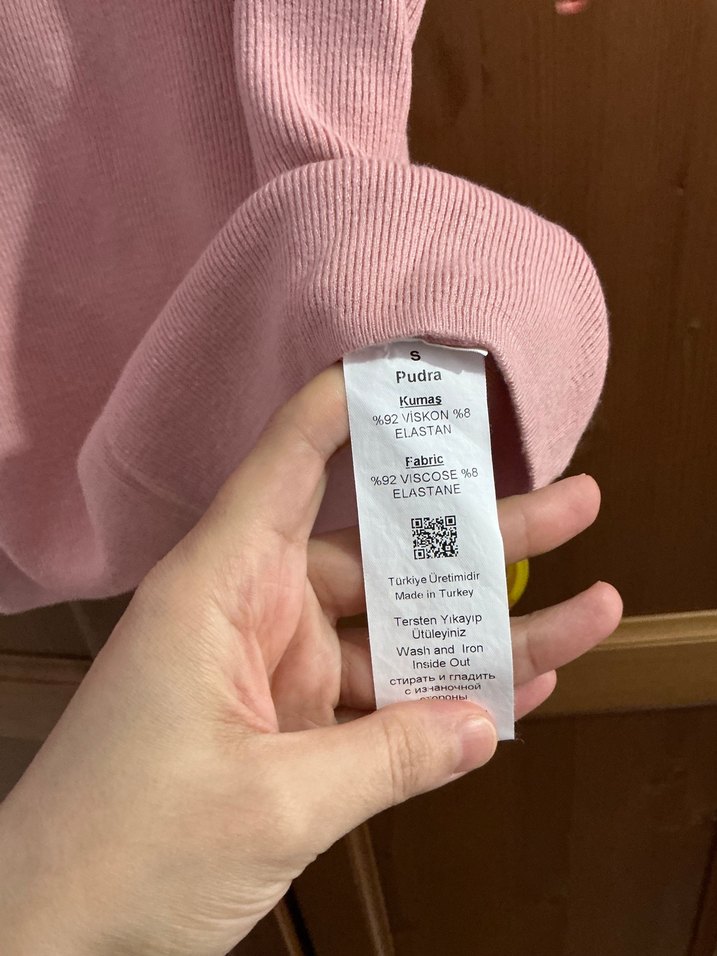 S
Pudra
Kumaş
%92 VİSKON %8
ELASTAN
Fabric
%92 VISCOSE %8
ELASTANE
Türkiye Üretimidir
Made in Turkey
Tersten Yıkayıp
Ütüleyiniz
Wash and Iron
Inside Out
стирать и гладить
с изнаночной
стороны